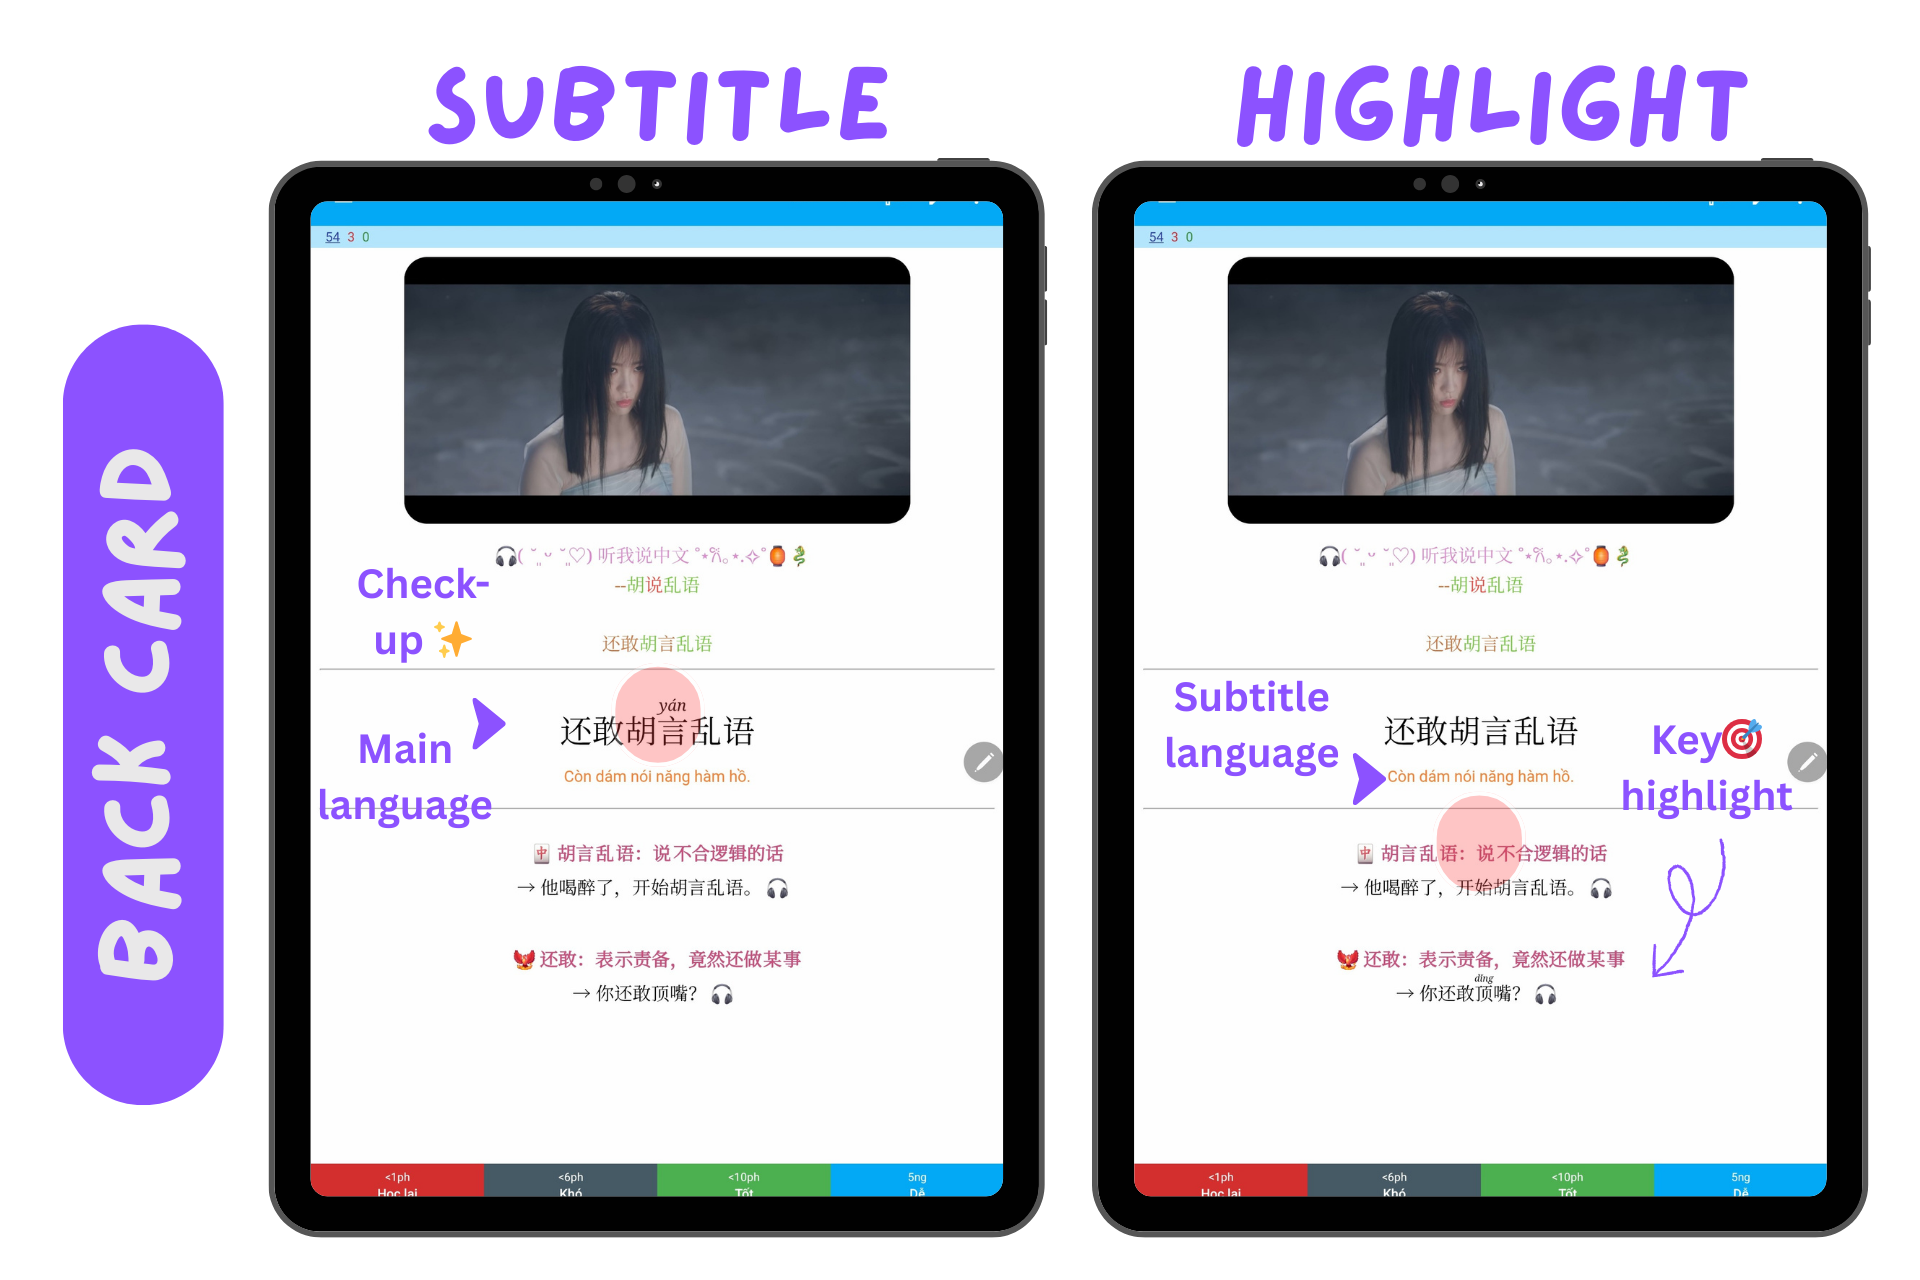 SUBTITLE
HIGHLIGHT
BACK CARD
54 3 0
🎧( ˘͈ ᵕ ˘͈♡) 听我说中文 ˚⋆𐙚｡⋆.✧˚🏮🐉
--胡说乱语
还敢胡言乱语
Check-
up ✨
yán
还敢胡言乱语
Còn dám nói năng hàm hồ.
Main
language
🀄 胡言乱语：说不合逻辑的话
→ 他喝醉了，开始胡言乱语。 🎧
🐦‍🔥 还敢：表示责备，竟然还做某事
→ 你还敢顶嘴？ 🎧
<1ph
Học lại
<6ph
Khó
<10ph
Tốt
5ng
Dễ
54 3 0
🎧( ˘͈ ᵕ ˘͈♡) 听我说中文 ˚⋆𐙚｡⋆.✧˚🏮🐉
--胡说乱语
还敢胡言乱语
Subtitle
language
还敢胡言乱语
Còn dám nói năng hàm hồ.
Key🎯
highlight
🀄 胡言乱语：说不合逻辑的话
→ 他喝醉了，开始胡言乱语。 🎧
🐦‍🔥 还敢：表示责备，竟然还做某事
dǐng
→ 你还敢顶嘴？ 🎧
<1ph
Học lại
<6ph
Khó
<10ph
Tốt
5ng
Dễ